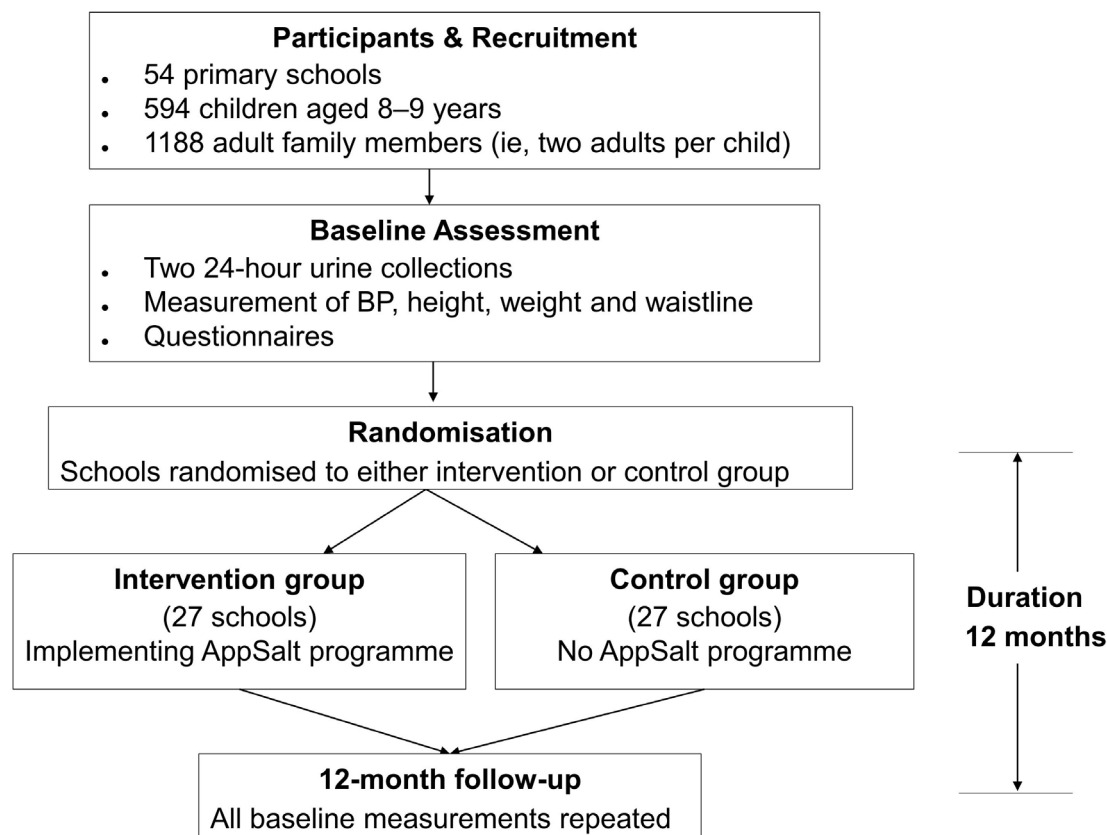 Participants & Recruitment
• 54 primary schools
• 594 children aged 8–9 years
• 1188 adult family members (ie, two adults per child)
Baseline Assessment
• Two 24-hour urine collections
• Measurement of BP, height, weight and waistline
• Questionnaires
Randomisation
Schools randomised to either intervention or control group
Intervention group
(27 schools)
Implementing AppSalt programme
Control group
(27 schools)
No AppSalt programme
Duration
12 months
12-month follow-up
All baseline measurements repeated